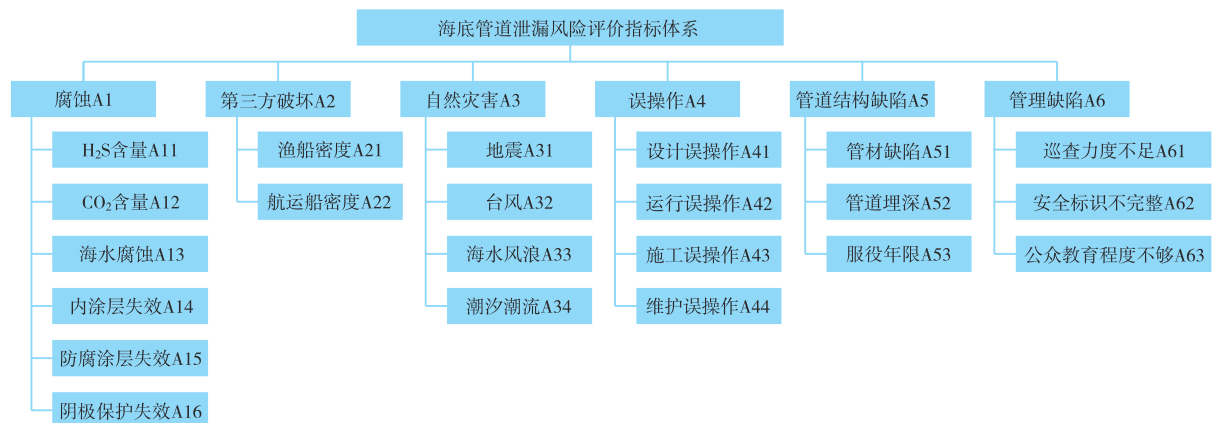 海底管道泄漏风险评价指标体系
腐蚀A1
H₂S含量A11
CO₂含量A12
海水腐蚀A13
内涂层失效A14
防腐涂层失效A15
阴极保护失效A16
第三方破坏A2
渔船密度A21
航运船密度A22
自然灾害A3
地震A31
台风A32
海水风浪A33
潮汐潮流A34
误操作A4
设计误操作A41
运行误操作A42
施工误操作A43
维护误操作A44
管道结构缺陷A5
管材缺陷A51
管道埋深A52
服役年限A53
管理缺陷A6
巡查力度不足A61
安全标识不完整A62
公众教育程度不够A63